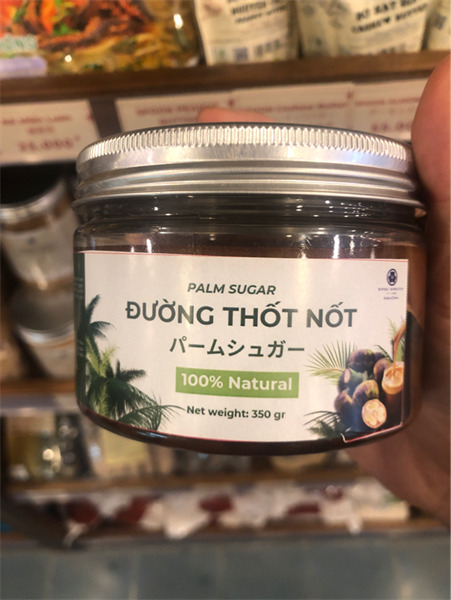 PALM SUGAR
ĐƯỜNG THỐT NỐT
パームシュガー
100% Natural
Net weight: 350 gr